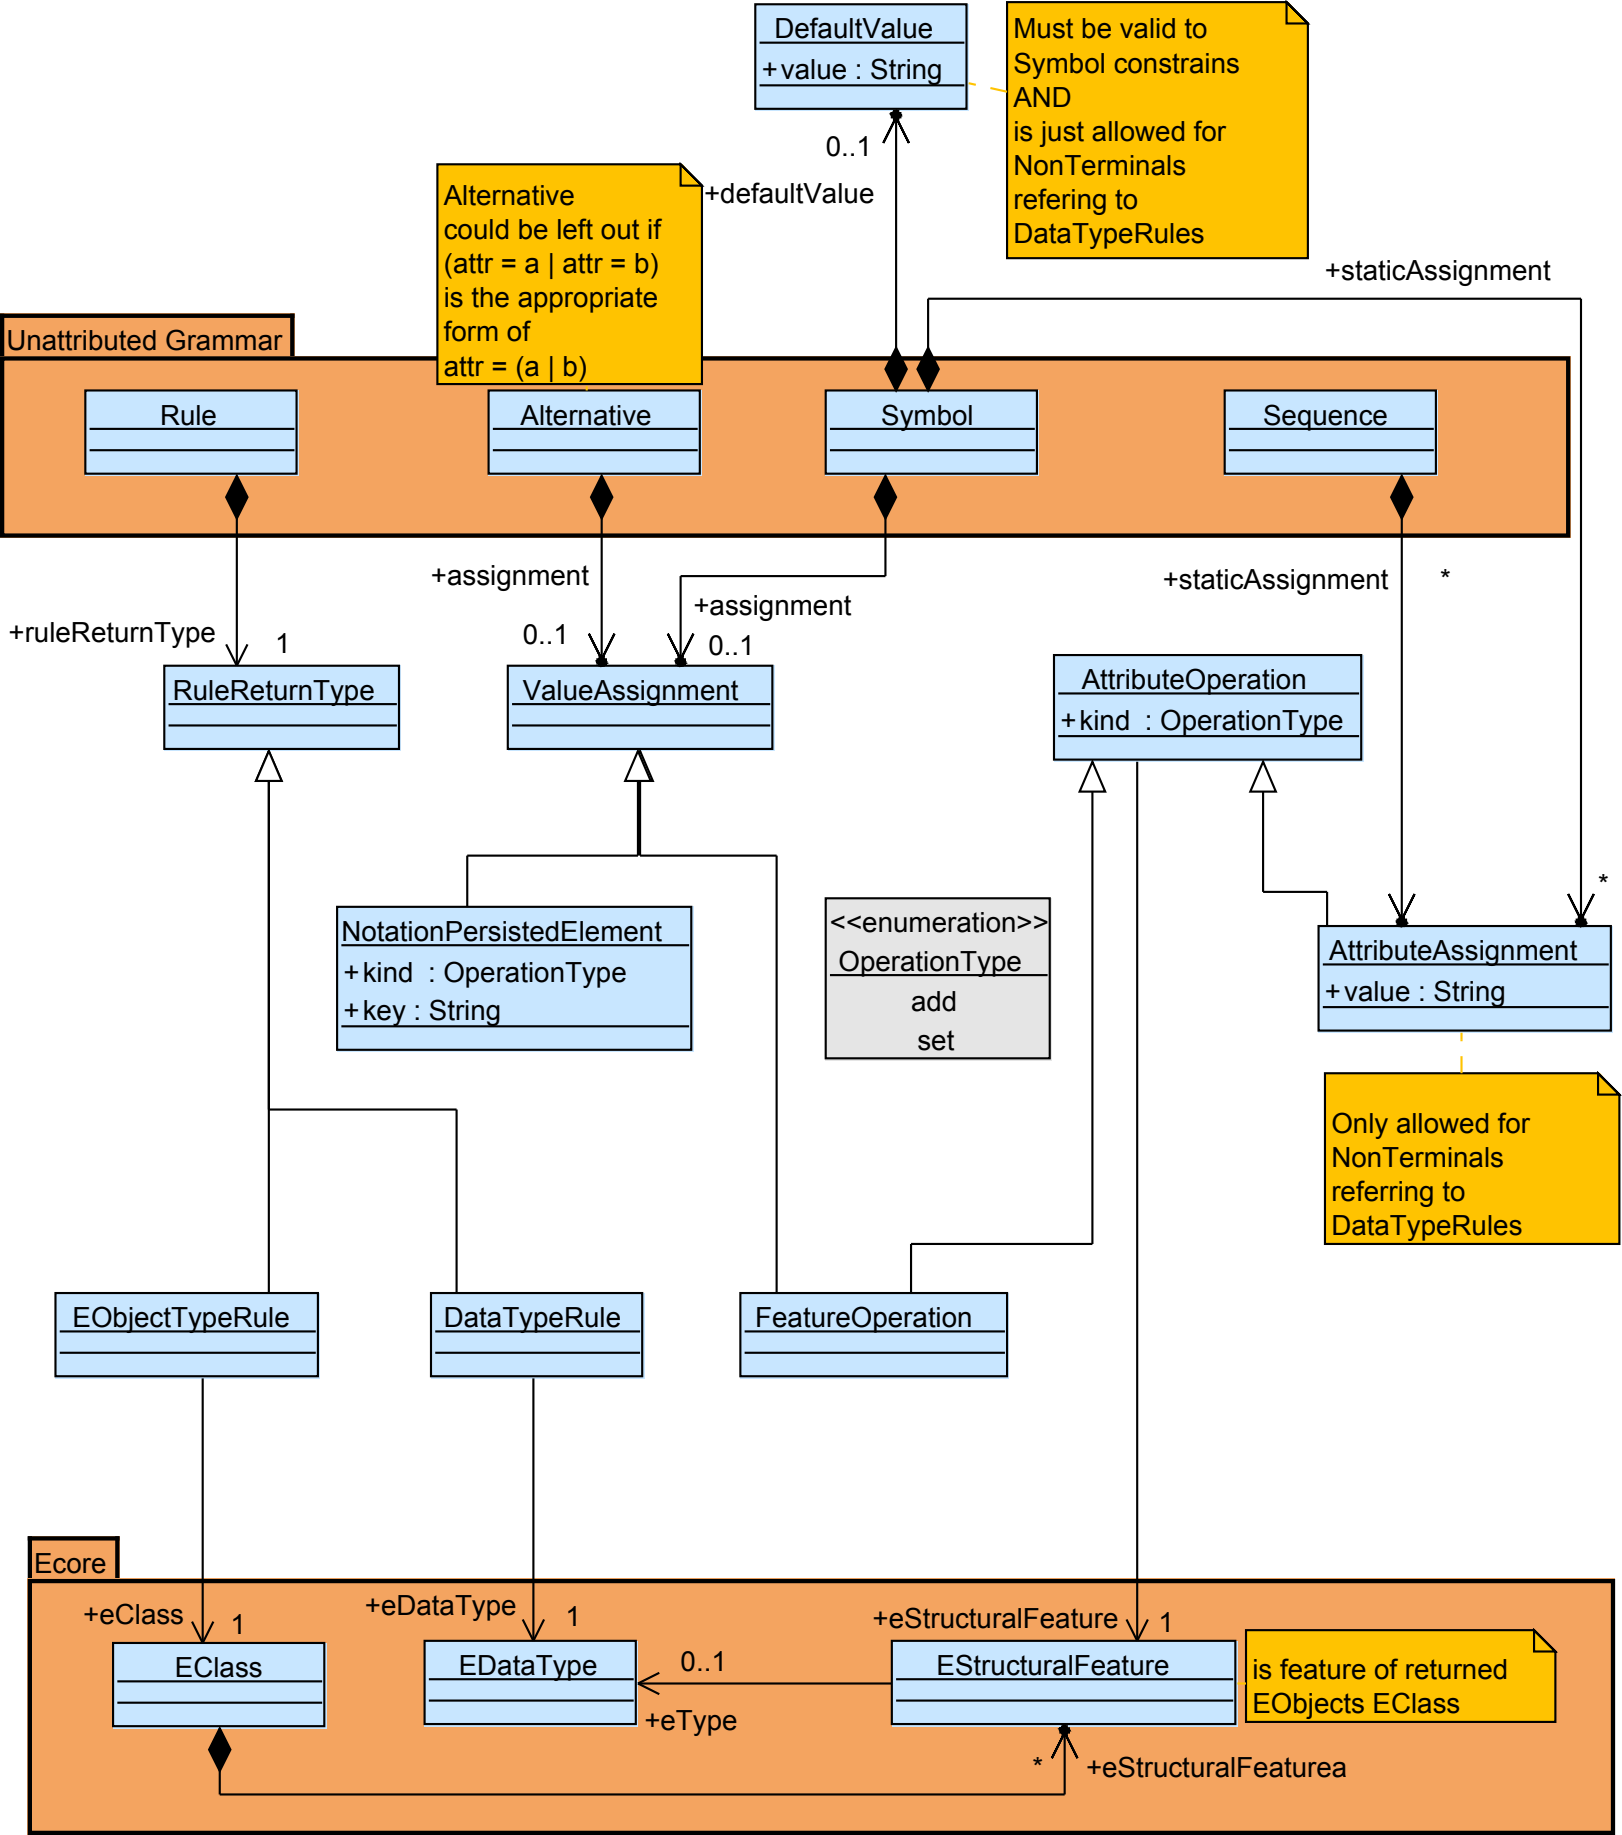 DefaultValue
+value : String
Must be valid to
Symbol constrains
AND
is just allowed for
NonTerminals
refering to
DataTypeRules
0..1
+defaultValue
Alternative
could be left out if
(attr = a | attr = b)
is the appropriate
form of
attr = (a | b)
+staticAssignment
Unattributed Grammar
Rule
Alternative
Symbol
Sequence
+assignment
+staticAssignment
*
+assignment
+ruleReturnType
1
0..1
0..1
RuleReturnType
ValueAssignment
AttributeOperation
+kind : OperationType
*
NotationPersistedElement
+kind : OperationType
+key : String
<<enumeration>>
OperationType
add
set
AttributeAssignment
+value : String
Only allowed for
NonTerminals
referring to
DataTypeRules
EObjectTypeRule
DataTypeRule
FeatureOperation
Ecore
+eClass
1
+eDataType
1
+eStructuralFeature
1
EClass
EDataType
0..1
+eType
EStructuralFeature
is feature of returned
EObjects EClass
*
+eStructuralFeaturea